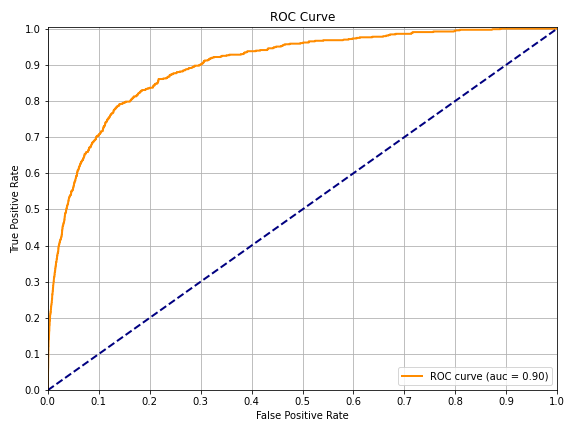 ROC Curve
True Positive Rate
1.0
0.9
0.8
0.7
0.6
0.5
0.4
0.3
0.2
0.1
0.0
0.0 0.1 0.2 0.3 0.4 0.5 0.6 0.7 0.8 0.9 1.0
False Positive Rate
ROC curve (auc = 0.90)